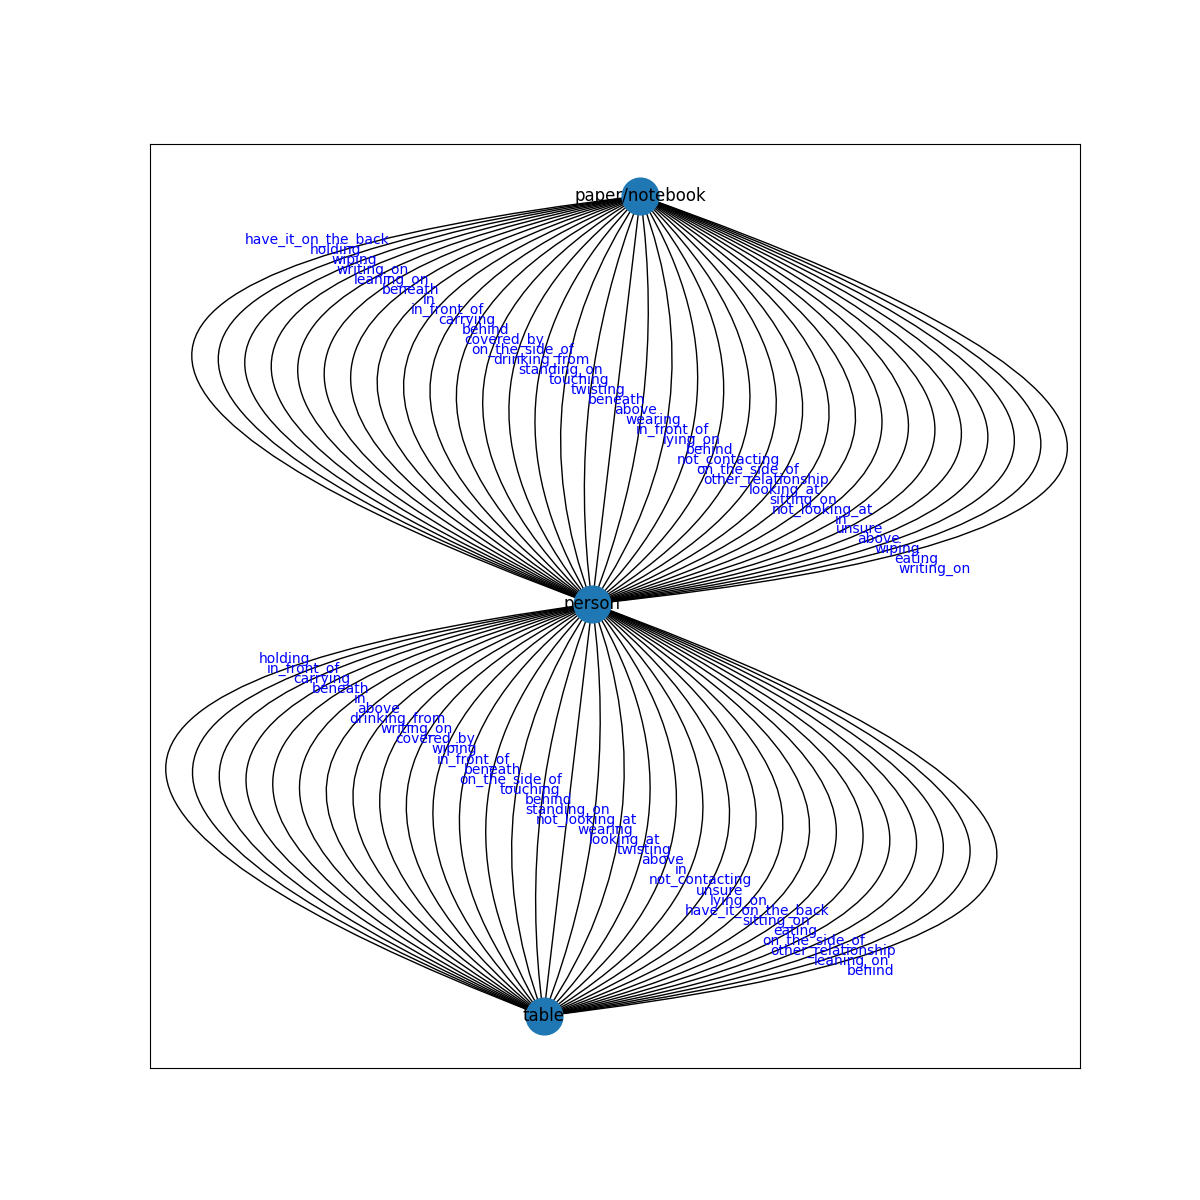 paper/notebook
have_it_on_the_back
holding
wiping
writing_on
leaning_on
beneath
in
in_front_of
carrying
behind
covered_by
on_the_side_of
drinking_from
standing_on
touching
twisting
beneath
above
wearing
in_front_of
lying_on
behind
not_contacting
on_the_side_of
other_relationship
looking_at
sitting_on
not_looking_at
in
unsure
above
wiping
eating
writing_on
person
holding
in_front_of
carrying
beneath
in
above
drinking_from
writing_on
covered_by
wiping
in_front_of
beneath
on_the_side_of
touching
behind
standing_on
not_looking_at
wearing
looking_at
twisting
above
in
not_contacting
unsure
lying_on
have_it_on_the_back
sitting_on
eating
on_the_side_of
other_relationship
leaning_on
behind
table